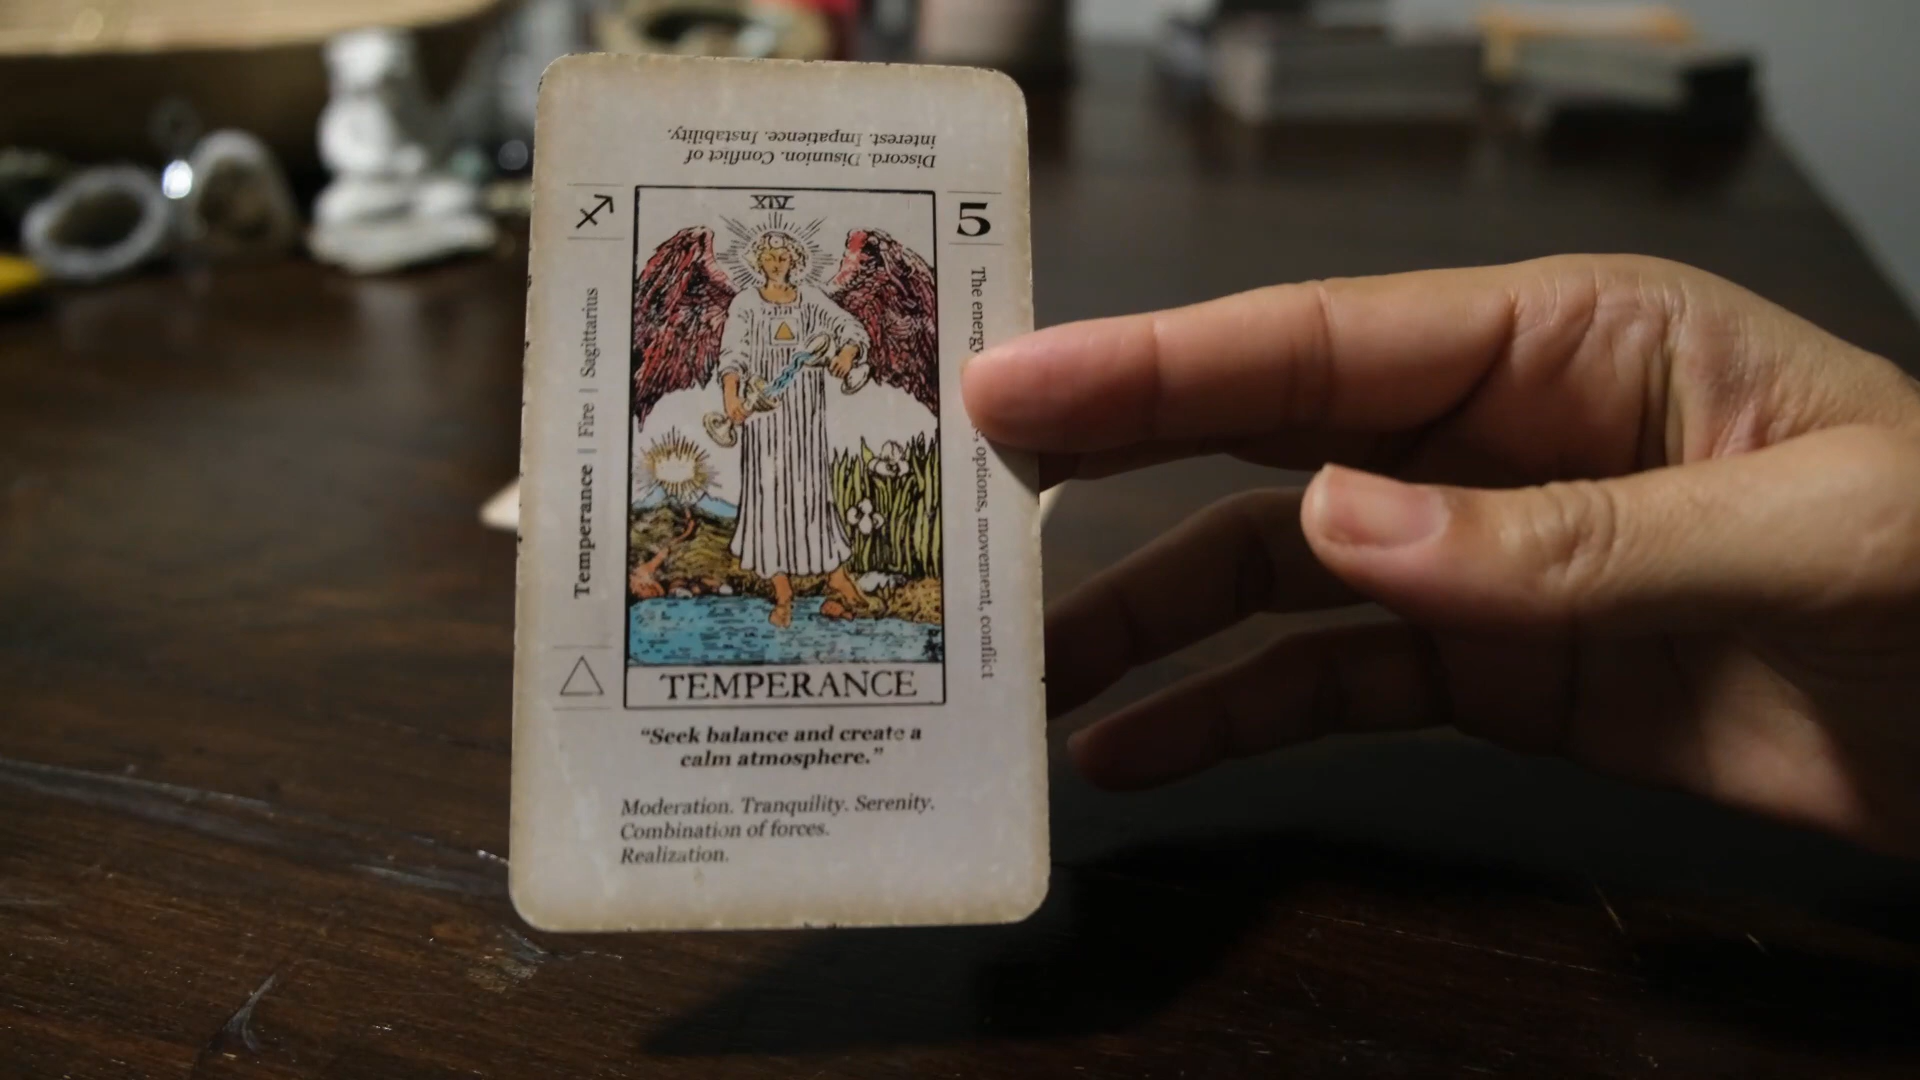 Discord. Disunion. Conflict of
interest. Impatience. Instability.
XIV
5
Temperance | Fire | Sagittarius
The energy
options, movement, conflict
TEMPERANCE
“Seek balance and create a
calm atmosphere.”
Moderation. Tranquility. Serenity.
Combination of forces.
Realization.